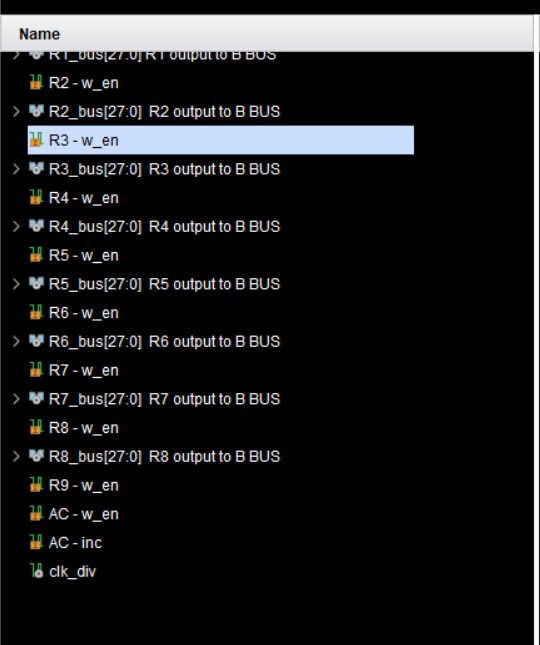 Name
R1_bus[27:0] R1 output to B BUS
R2 - w_en
R2_bus[27:0] R2 output to B BUS
R3 - w_en
R3_bus[27:0] R3 output to B BUS
R4 - w_en
R4_bus[27:0] R4 output to B BUS
R5 - w_en
R5_bus[27:0] R5 output to B BUS
R6 - w_en
R6_bus[27:0] R6 output to B BUS
R7 - w_en
R7_bus[27:0] R7 output to B BUS
R8 - w_en
R8_bus[27:0] R8 output to B BUS
R9 - w_en
AC - w_en
AC - inc
clk_div